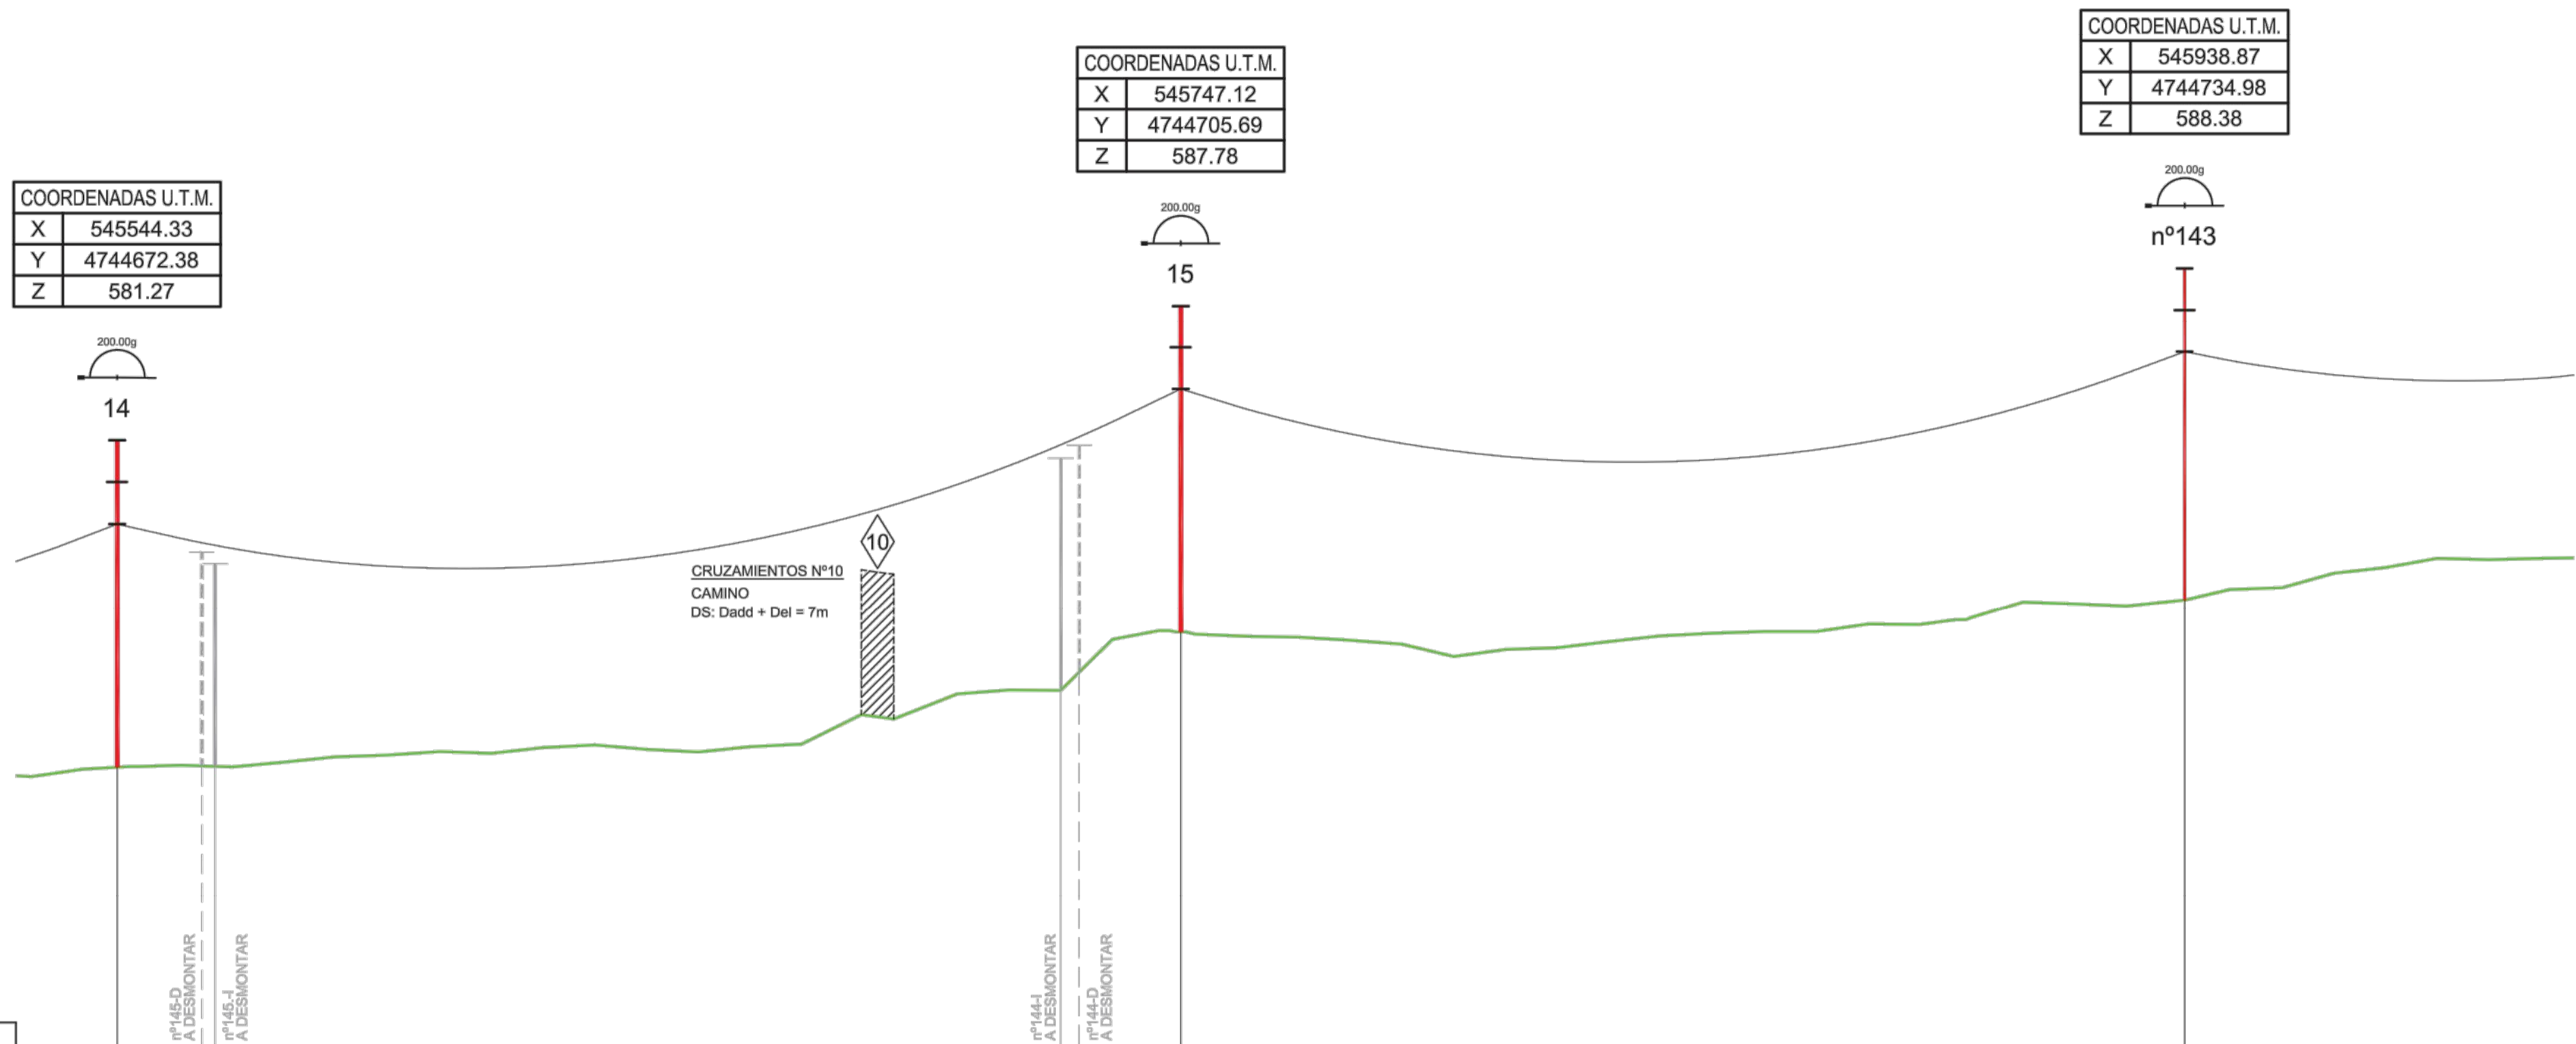 COORDENADAS U.T.M.
X 545544.33
Y 4744672.38
Z 581.27
200.00g
14
COORDENADAS U.T.M.
X 545747.12
Y 4744705.69
Z 587.78
200.00g
15
COORDENADAS U.T.M.
X 545938.87
Y 4744734.98
Z 588.38
200.00g
nº143
10
CRUZAMIENTOS Nº10
CAMINO
DS: Dadd + Del = 7m
nº145-D
A DESMONTAR
nº145.-I
A DESMONTAR
nº144-I
A DESMONTAR
nº144-D
A DESMONTAR